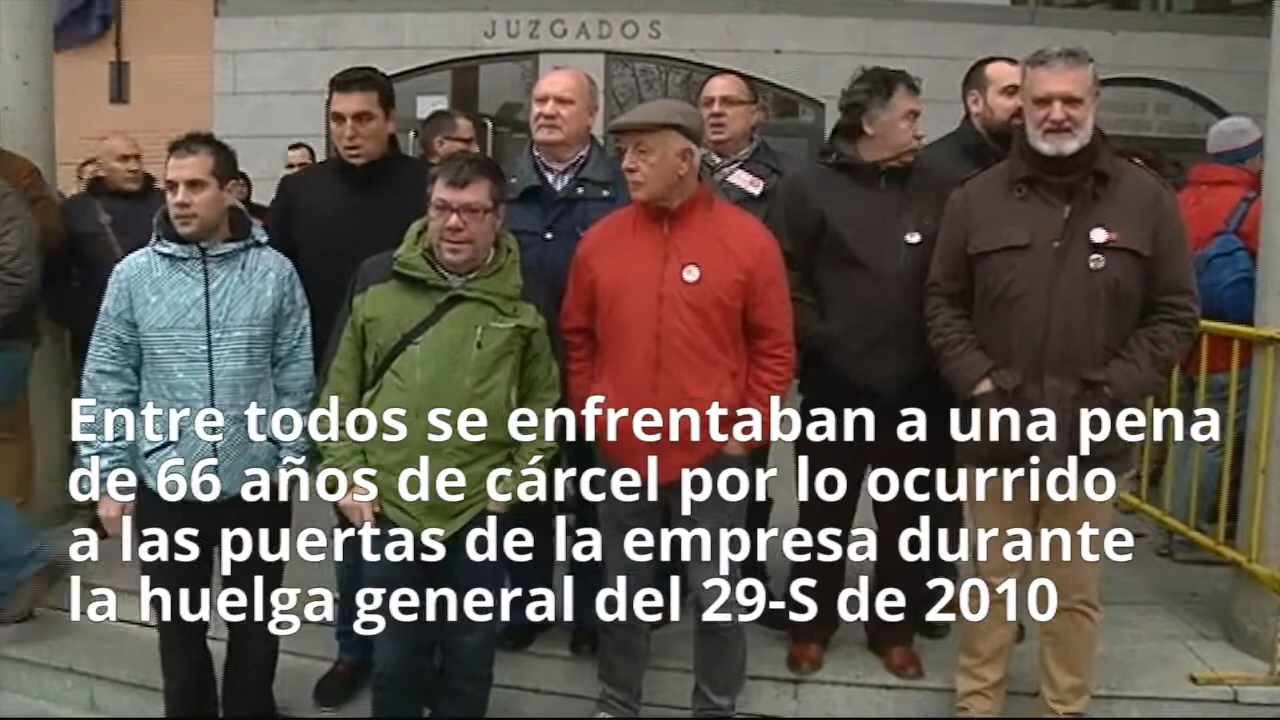 JUZGADOS
Entre todos se enfrentaban a una pena
de 66 años de cárcel por lo ocurrido
a las puertas de la empresa durante
la huelga general del 29-S de 2010